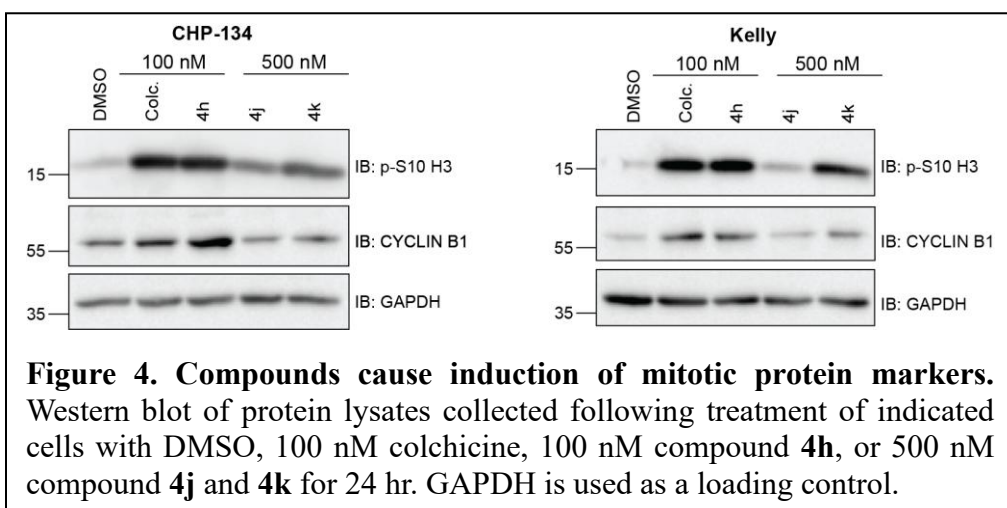 CHP-134
100 nM 500 nM
DMSO Colc. 4h 4j 4k
15 IB: p-S10 H3
55 IB: CYCLIN B1
35 IB: GAPDH
Kelly
100 nM 500 nM
DMSO Colc. 4h 4j 4k
15 IB: p-S10 H3
55 IB: CYCLIN B1
35 IB: GAPDH
Figure 4. Compounds cause induction of mitotic protein markers.
Western blot of protein lysates collected following treatment of indicated
cells with DMSO, 100 nM colchicine, 100 nM compound 4h, or 500 nM
compound 4j and 4k for 24 hr. GAPDH is used as a loading control.